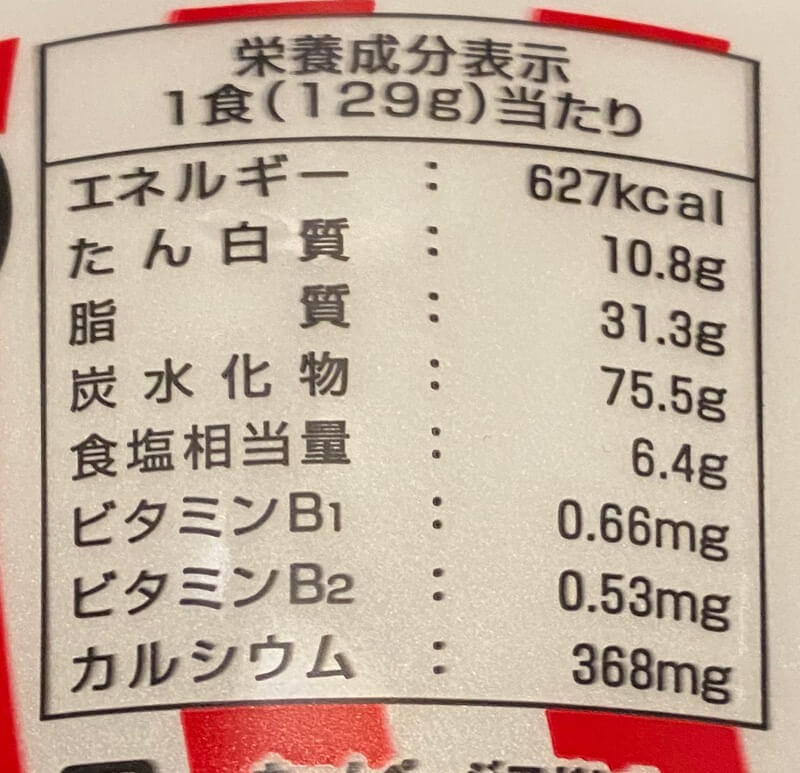 栄養成分表示
1食(129g)当たり
エネルギー : 627kcal
たん白質 : 10.8g
脂質 : 31.3g
炭水化物 : 75.5g
食塩相当量 : 6.4g
ビタミンB1 : 0.66mg
ビタミンB2 : 0.53mg
カルシウム : 368mg